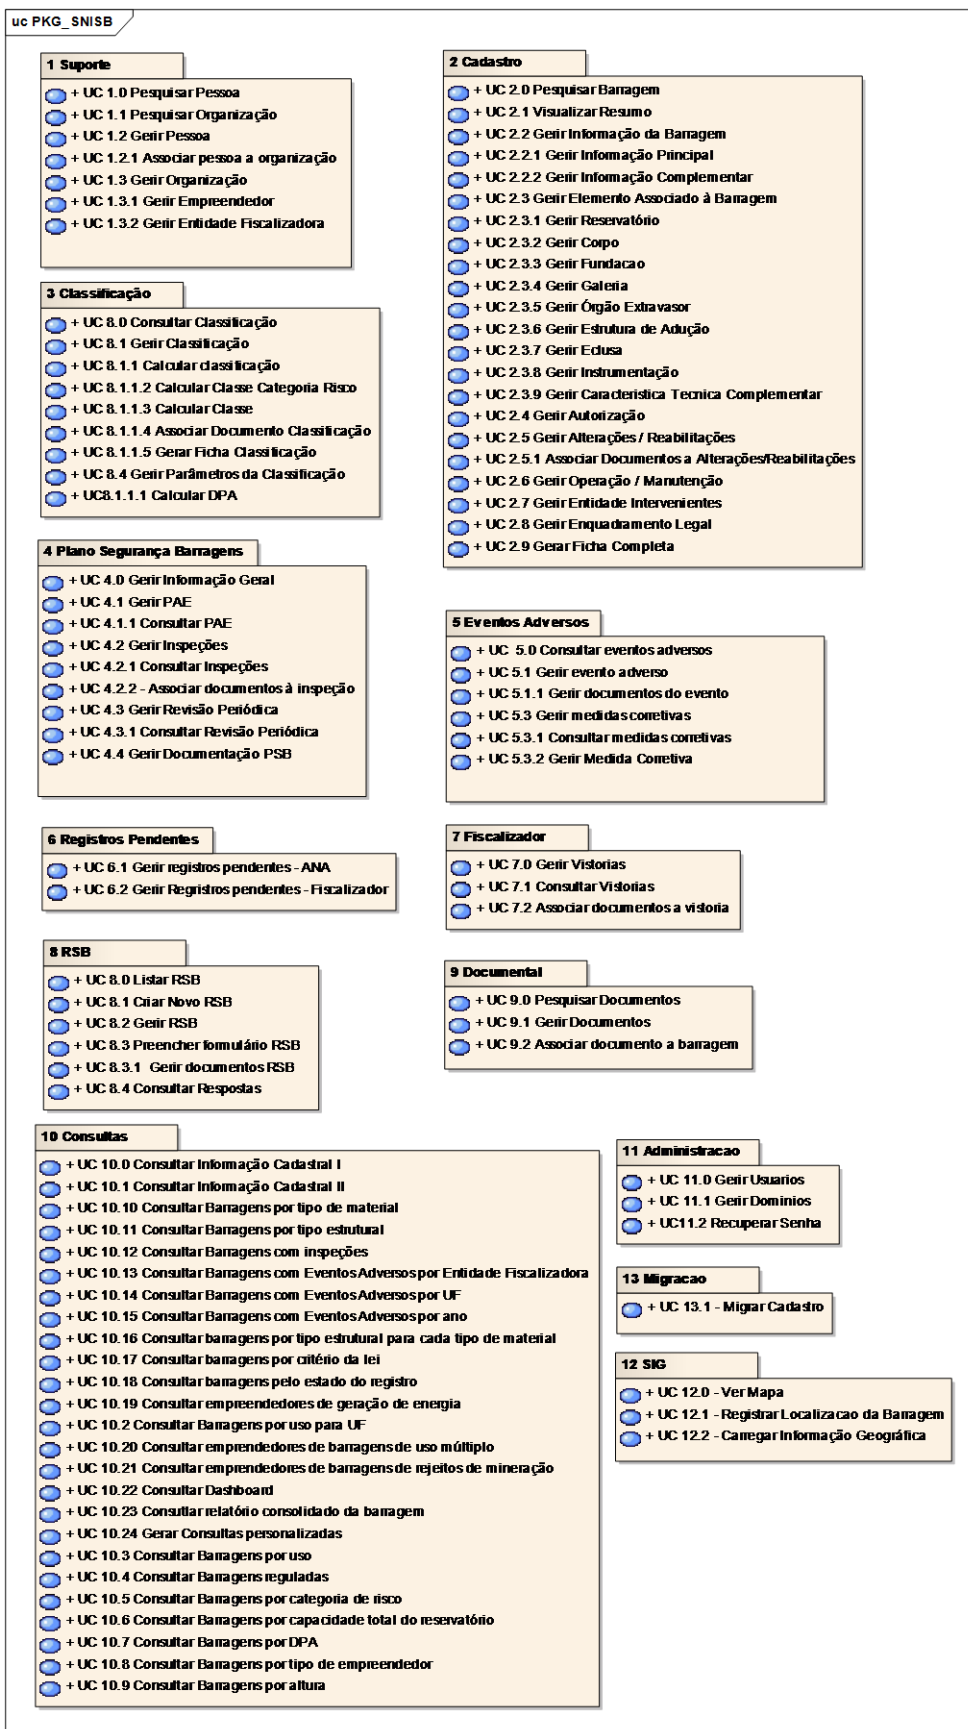 uc PKG_SNISB
1 Suporte
+ UC 1.0 Pesquisar Pessoa
+ UC 1.1 Pesquisar Organização
+ UC 1.2 Gerir Pessoa
+ UC 1.2.1 Associar pessoa a organização
+ UC 1.3 Gerir Organização
+ UC 1.3.1 Gerir Empreendedor
+ UC 1.3.2 Gerir Entidade Fiscalizadora
2 Cadastro
+ UC 2.0 Pesquisar Barragem
+ UC 2.1 Visualizar Resumo
+ UC 2.2 Gerir Informação da Barragem
+ UC 2.2.1 Gerir Informação Principal
+ UC 2.2.2 Gerir Informação Complementar
+ UC 2.3 Gerir Elemento Associado à Barragem
+ UC 2.3.1 Gerir Reservatório
+ UC 2.3.2 Gerir Corpo
+ UC 2.3.3 Gerir Fundacao
+ UC 2.3.4 Gerir Galeria
+ UC 2.3.5 Gerir Órgão Extravasor
+ UC 2.3.6 Gerir Estrutura de Adução
+ UC 2.3.7 Gerir Eclusa
+ UC 2.3.8 Gerir Instrumentação
+ UC 2.3.9 Gerir Caracteristica Tecnica Complementar
+ UC 2.4 Gerir Autorização
+ UC 2.5 Gerir Alterações / Reabilitações
+ UC 2.5.1 Associar Documentos a Alterações/Reabilitações
+ UC 2.6 Gerir Operação / Manutenção
+ UC 2.7 Gerir Entidade Intervenientes
+ UC 2.8 Gerir Enquadramento Legal
+ UC 2.9 Gerar Ficha Completa
3 Classificação
+ UC 8.0 Consultar Classificação
+ UC 8.1 Gerir Classificação
+ UC 8.1.1 Calcular classificação
+ UC 8.1.1.2 Calcular Classe Categoria Risco
+ UC 8.1.1.3 Calcular Classe
+ UC 8.1.1.4 Associar Documento Classificação
+ UC 8.1.1.5 Gerar Ficha Classificação
+ UC 8.4 Gerir Parâmetros da Classificação
+ UC8.1.1.1 Calcular DPA
4 Plano Segurança Barragens
+ UC 4.0 Gerir Informação Geral
+ UC 4.1 Gerir PAE
+ UC 4.1.1 Consultar PAE
+ UC 4.2 Gerir Inspeções
+ UC 4.2.1 Consultar Inspeções
+ UC 4.2.2 - Associar documentos à inspeção
+ UC 4.3 Gerir Revisão Periódica
+ UC 4.3.1 Consultar Revisão Periódica
+ UC 4.4 Gerir Documentação PSB
5 Eventos Adversos
+ UC 5.0 Consultar eventos adversos
+ UC 5.1 Gerir evento adverso
+ UC 5.1.1 Gerir documentos do evento
+ UC 5.3 Gerir medidas corretivas
+ UC 5.3.1 Consultar medidas corretivas
+ UC 5.3.2 Gerir Medida Corretiva
6 Registros Pendentes
+ UC 6.1 Gerir registros pendentes - ANA
+ UC 6.2 Gerir Regristros pendentes - Fiscalizador
7 Fiscalizador
+ UC 7.0 Gerir Vistorias
+ UC 7.1 Consultar Vistorias
+ UC 7.2 Associar documentos a vistoria
8 RSB
+ UC 8.0 Listar RSB
+ UC 8.1 Criar Novo RSB
+ UC 8.2 Gerir RSB
+ UC 8.3 Preencher formulário RSB
+ UC 8.3.1 Gerir documentos RSB
+ UC 8.4 Consultar Respostas
9 Documental
+ UC 9.0 Pesquisar Documentos
+ UC 9.1 Gerir Documentos
+ UC 9.2 Associar documento a barragem
10 Consultas
+ UC 10.0 Consultar Informação Cadastral I
+ UC 10.1 Consultar Informação Cadastral II
+ UC 10.10 Consultar Barragens por tipo de material
+ UC 10.11 Consultar Barragens por tipo estrutural
+ UC 10.12 Consultar Barragens com inspeções
+ UC 10.13 Consultar Barragens com Eventos Adversos por Entidade Fiscalizadora
+ UC 10.14 Consultar Barragens com Eventos Adversos por UF
+ UC 10.15 Consultar Barragens com Eventos Adversos por ano
+ UC 10.16 Consultar barragens por tipo estrutural para cada tipo de material
+ UC 10.17 Consultar barragens por critério da lei
+ UC 10.18 Consultar barragens pelo estado do registro
+ UC 10.19 Consultar empreendedores de geração de energia
+ UC 10.2 Consultar Barragens por uso para UF
+ UC 10.20 Consultar emprendedores de barragens de uso múltiplo
+ UC 10.21 Consultar emprendedores de barragens de rejeitos de mineração
+ UC 10.22 Consultar Dashboard
+ UC 10.23 Consutlar relatório consolidado da barragem
+ UC 10.24 Gerar Consultas personalizadas
+ UC 10.3 Consultar Barragens por uso
+ UC 10.4 Consultar Barragens reguladas
+ UC 10.5 Consultar Barragens por categoria de risco
+ UC 10.6 Consultar Barragens por capacidade total do reservatório
+ UC 10.7 Consultar Barragens por DPA
+ UC 10.8 Consultar Barragens por tipo de empreendedor
+ UC 10.9 Consultar Barragens por altura
11 Administracao
+ UC 11.0 Gerir Usuarios
+ UC 11.1 Gerir Dominios
+ UC11.2 Recuperar Senha
13 Migracao
+ UC 13.1 - Migrar Cadastro
12 SIG
+ UC 12.0 - Ver Mapa
+ UC 12.1 - Registrar Localizacao da Barragem
+ UC 12.2 - Carregar Informação Geográfica